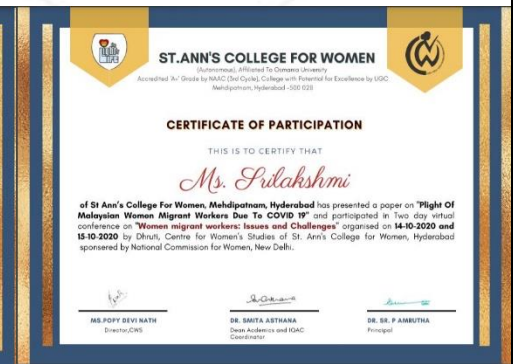 ST.ANN'S COLLEGE FOR WOMEN
(Autonomous), Affiliated To Osmania University
Accredited 'A+' Grade by NAAC (3rd Cycle), College with Potential for Excellence by UGC
Mehdipatnam, Hyderabad -500 028
CERTIFICATE OF PARTICIPATION
THIS IS TO CERTIFY THAT
Ms. Srilakshmi
of St Ann's College For Women, Mehdipatnam, Hyderabad has presented a paper on "Plight Of
Malaysian Women Migrant Workers Due To COVID 19" and participated in Two day virtual
conference on "Women migrant workers: Issues and Challenges" organised on 14-10-2020 and
15-10-2020 by Dhruti, Centre for Women's Studies of St. Ann's College for Women, Hyderabad
sponsered by National Commission for Women, New Delhi.
MS.POPY DEVI NATH
Director,CWS
DR. SMITA ASTHANA
Dean Academics and IQAC
Coordinator
DR. SR. P AMRUTHA
Principal